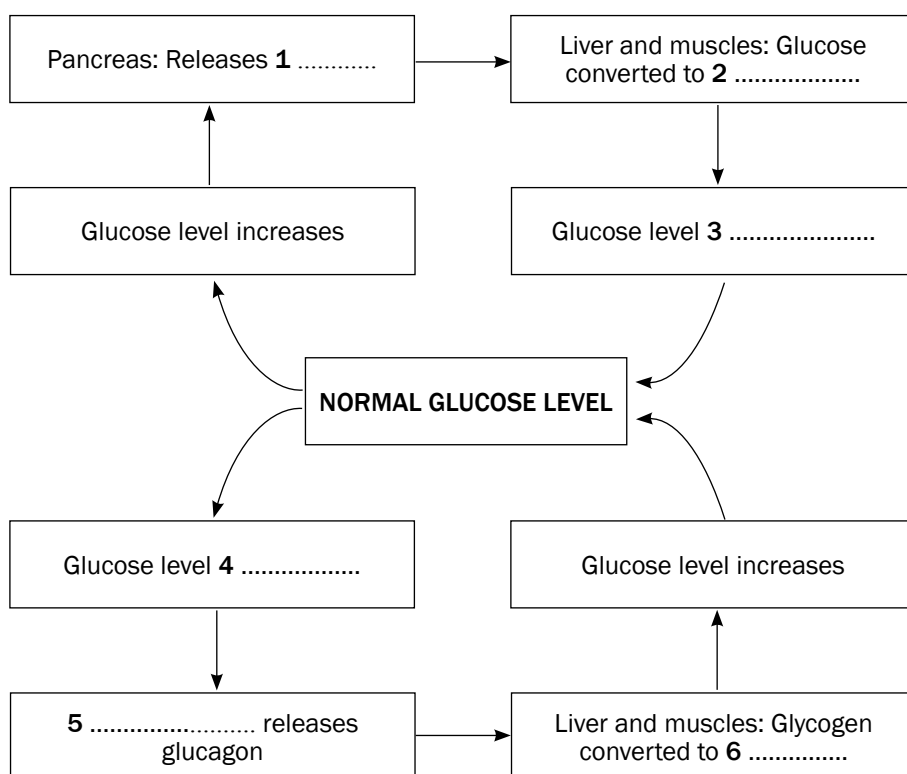 Pancreas: Releases 1 ............
Liver and muscles: Glucose
converted to 2 ...................
Glucose level increases
Glucose level 3 ......................
NORMAL GLUCOSE LEVEL
Glucose level 4 ..................
Glucose level increases
5 ......................... releases
glucagon
Liver and muscles: Glycogen
converted to 6 ...............